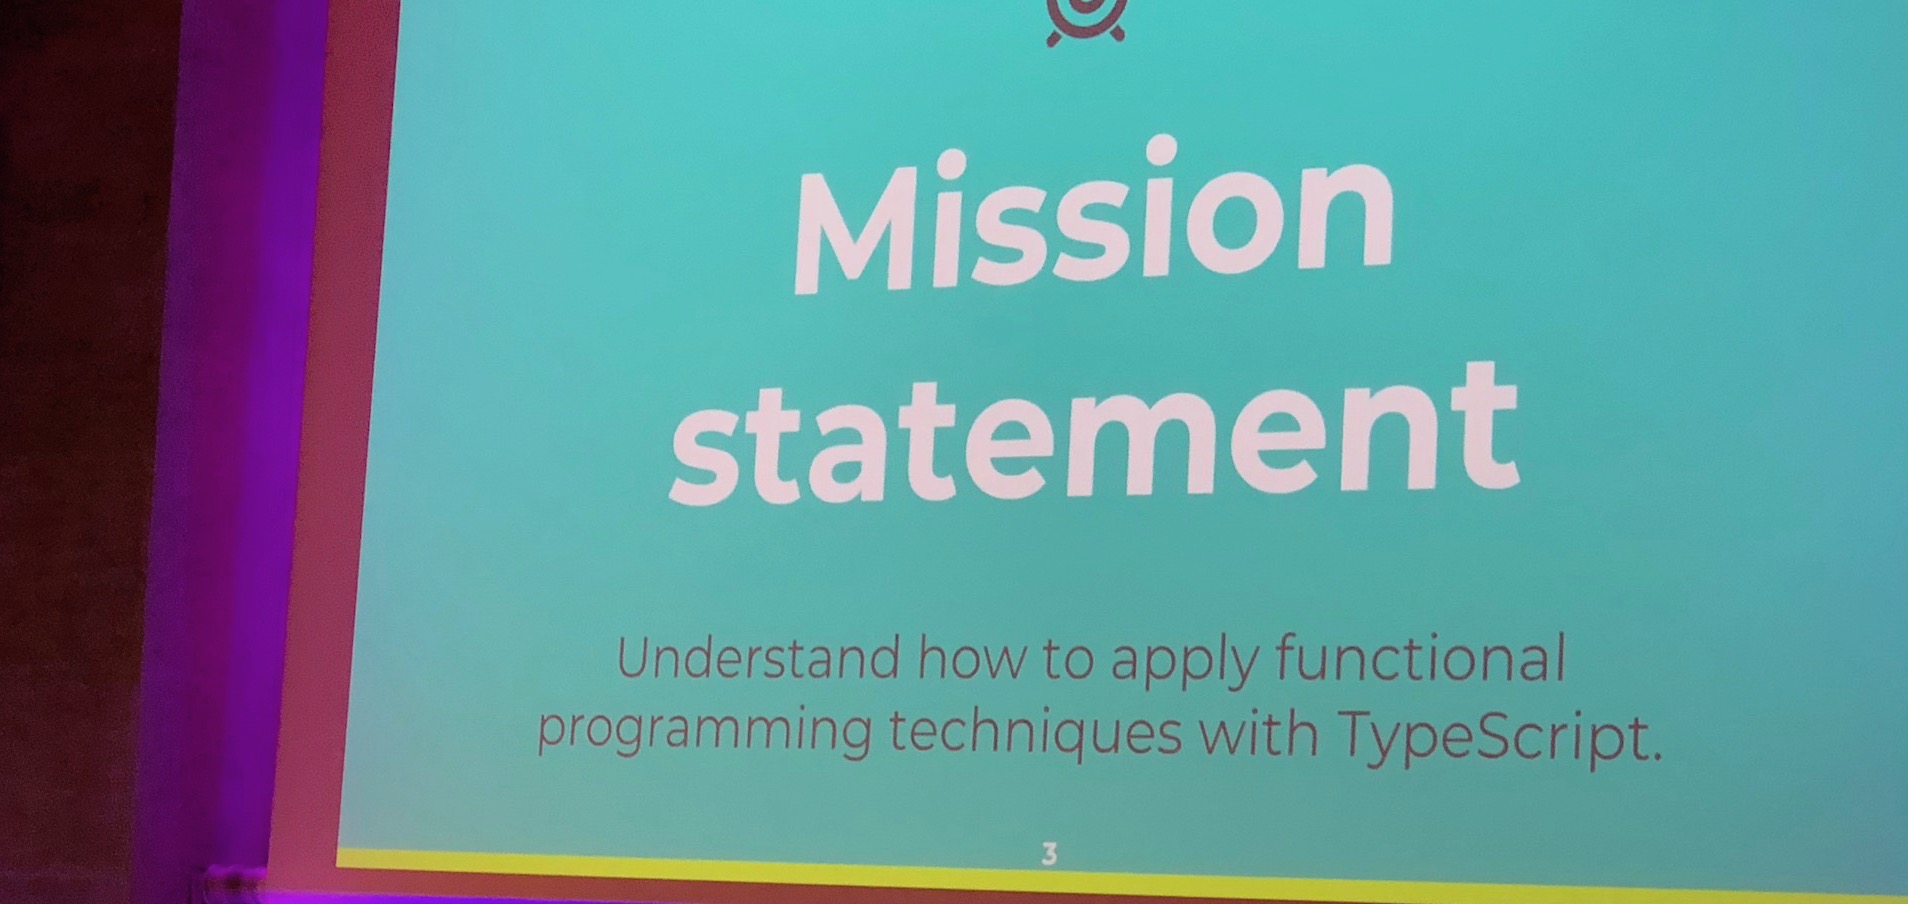 Mission
statement
Understand how to apply functional
programming techniques with TypeScript.
3